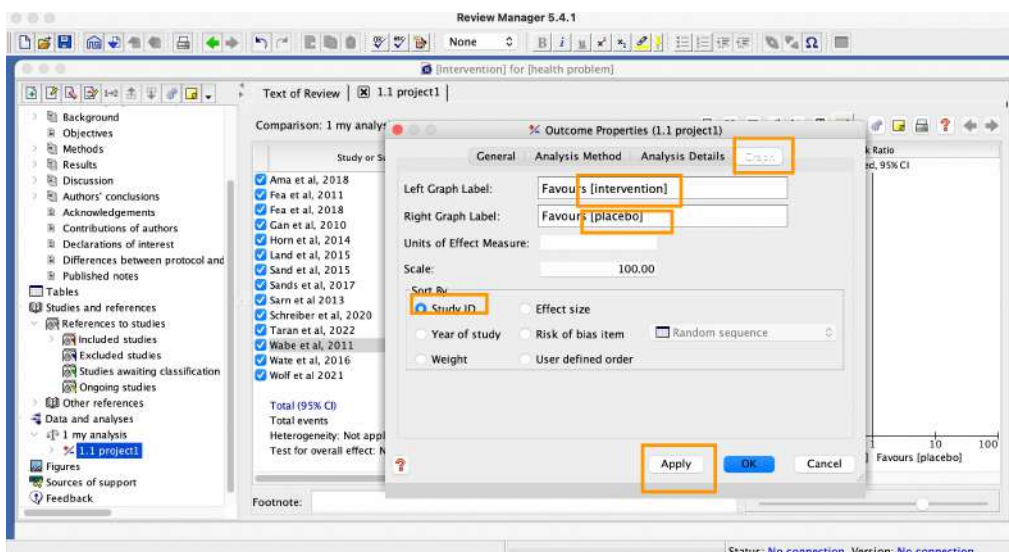 Review Manager 5.4.1
None
B i u x² x₂
Ω
[Intervention] for [health problem]
Text of Review
1.1 project1
Background
Objectives
Methods
Results
Discussion
Authors' conclusions
Acknowledgements
Contributions of authors
Declarations of interest
Differences between protocol and
Published notes
Tables
Studies and references
References to studies
Included studies
Excluded studies
Studies awaiting classification
Ongoing studies
Other references
Data and analyses
1 my analysis
1.1 project1
Figures
Sources of support
Feedback
Comparison: 1 my analy
Study or Su
Ama et al, 2018
Fea et al, 2011
Fea et al, 2018
Gan et al, 2010
Horn et al, 2014
Land et al, 2015
Sand et al, 2015
Sands et al, 2017
Sarn et al 2013
Schreiber et al, 2020
Taran et al, 2022
Wabe et al, 2011
Wate et al, 2016
Wolf et al 2021
Total (95% CI)
Total events
Heterogeneity: Not appl
Test for overall effect: N
Footnote:
Outcome Properties (1.1 project1)
General
Analysis Method
Analysis Details
Graph
Left Graph Label:
Favours [intervention]
Right Graph Label:
Favours [placebo]
Units of Effect Measure:
Scale:
100.00
Sort By
Study ID
Effect size
Year of study
Risk of bias item
Random sequence
Weight
User defined order
?
Apply
OK
Cancel
?
k Ratio
ed, 95% CI
1 10 100
Favours [placebo]
Status: No connection Version: No connection